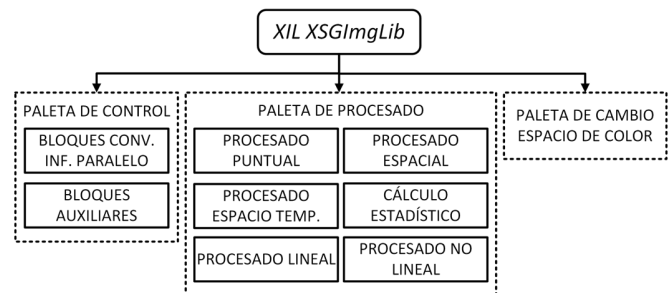 XIL XSGImgLib
PALETA DE CONTROL
BLOQUES CONV.
INF. PARALELO
BLOQUES
AUXILIARES
PALETA DE PROCESADO
PROCESADO
PUNTUAL
PROCESADO
ESPACIAL
PROCESADO
ESPACIO TEMP.
CÁLCULO
ESTADÍSTICO
PROCESADO LINEAL
PROCESADO NO
LINEAL
PALETA DE CAMBIO
ESPACIO DE COLOR